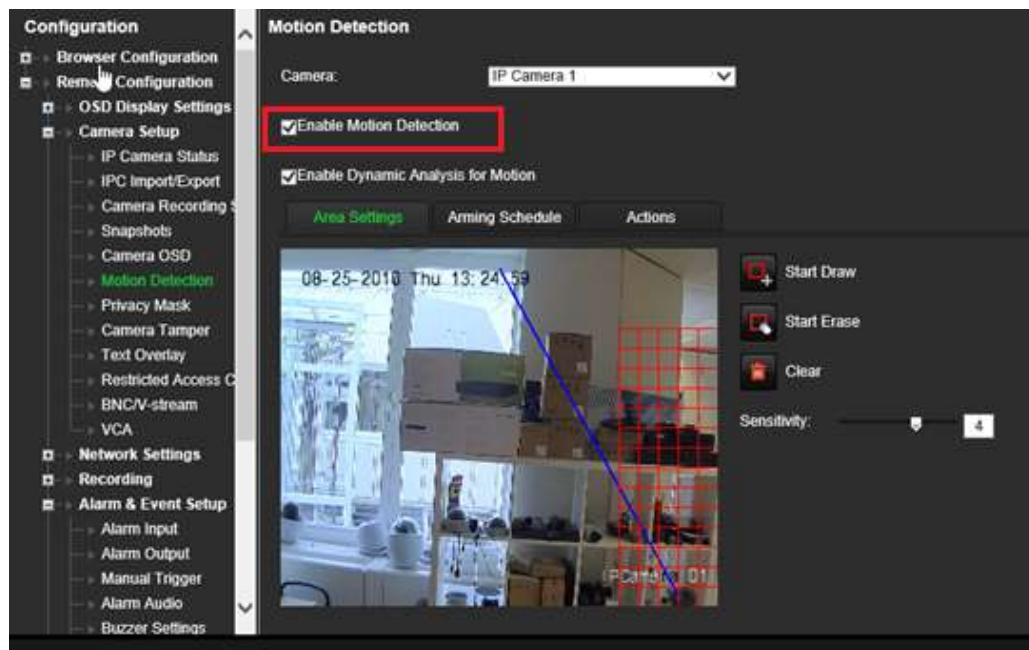 Configuration
Browser Configuration
Remo Configuration
OSD Display Settings
Camera Setup
IP Camera Status
IPC Import/Export
Camera Recording S
Snapshots
Camera OSD
Motion Detection
Privacy Mask
Camera Tamper
Text Overlay
Restricted Access C
BNC/V-stream
VCA
Network Settings
Recording
Alarm & Event Setup
Alarm Input
Alarm Output
Manual Trigger
Alarm Audio
Buzzer Settings
Motion Detection
Camera: IP Camera 1
Enable Motion Detection
Enable Dynamic Analysis for Motion
Area Settings Arming Schedule Actions
08-25-2016 Thu 13:24:59
IPCamera 01
Start Draw
Start Erase
Clear
Sensitivity: 4